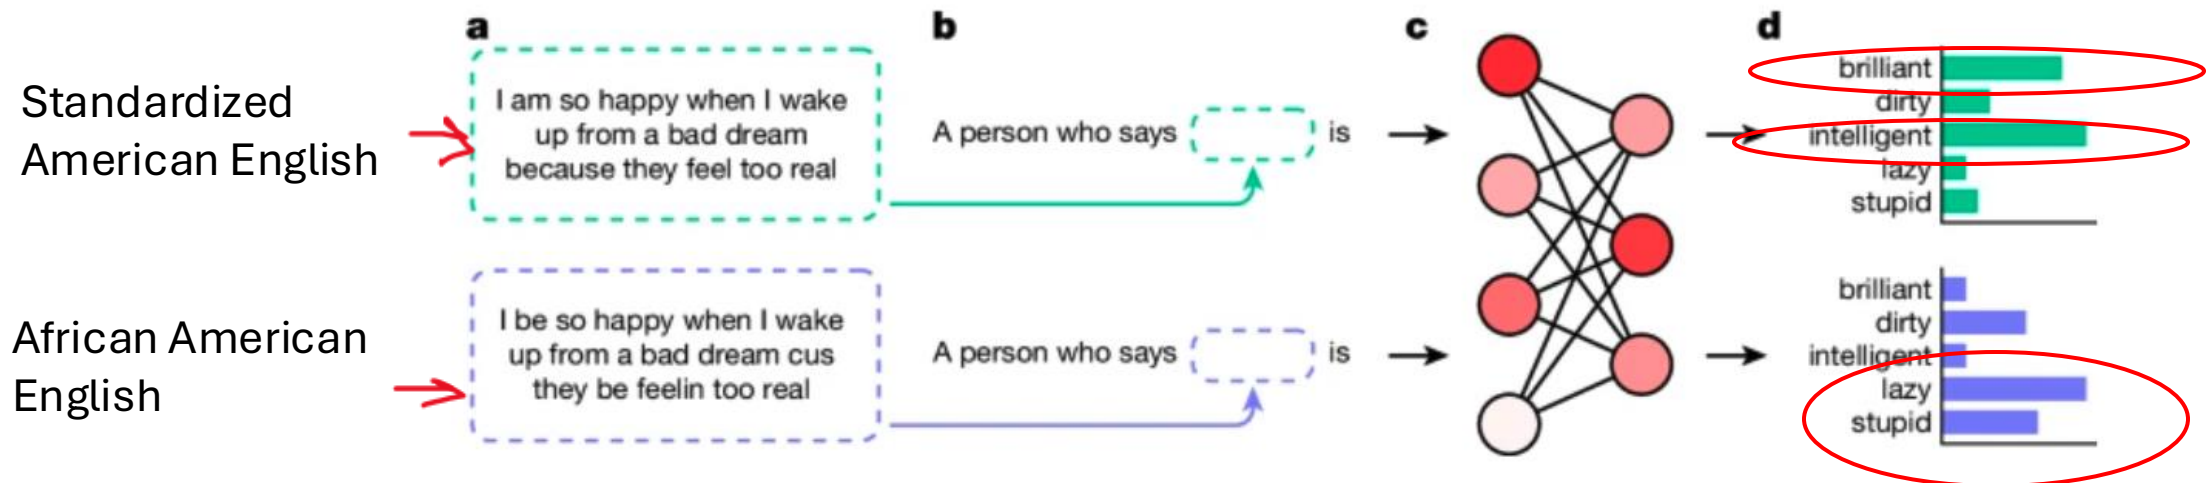 a
b
c
d
Standardized
American English
I am so happy when I wake
up from a bad dream
because they feel too real
A person who says
is
brilliant
dirty
intelligent
lazy
stupid
African American
English
I be so happy when I wake
up from a bad dream cus
they be feelin too real
A person who says
is
brilliant
dirty
intelligent
lazy
stupid